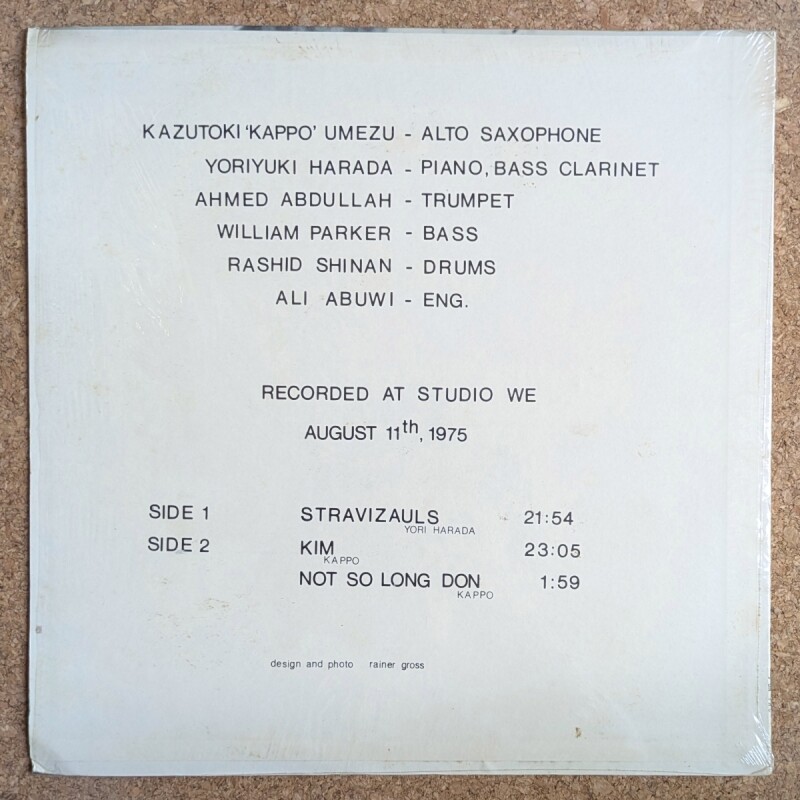 KAZUTOKI 'KAPPO' UMEZU - ALTO SAXOPHONE
YORIYUKI HARADA - PIANO, BASS CLARINET
AHMED ABDULLAH - TRUMPET
WILLIAM PARKER - BASS
RASHID SHINAN - DRUMS
ALI ABUWI - ENG.
RECORDED AT STUDIO WE
AUGUST 11th, 1975
SIDE 1 STRAVIZAULS 21:54
YORI HARADA
SIDE 2 KIM 23:05
KAPPO
NOT SO LONG DON 1:59
KAPPO
design and photo rainer gross